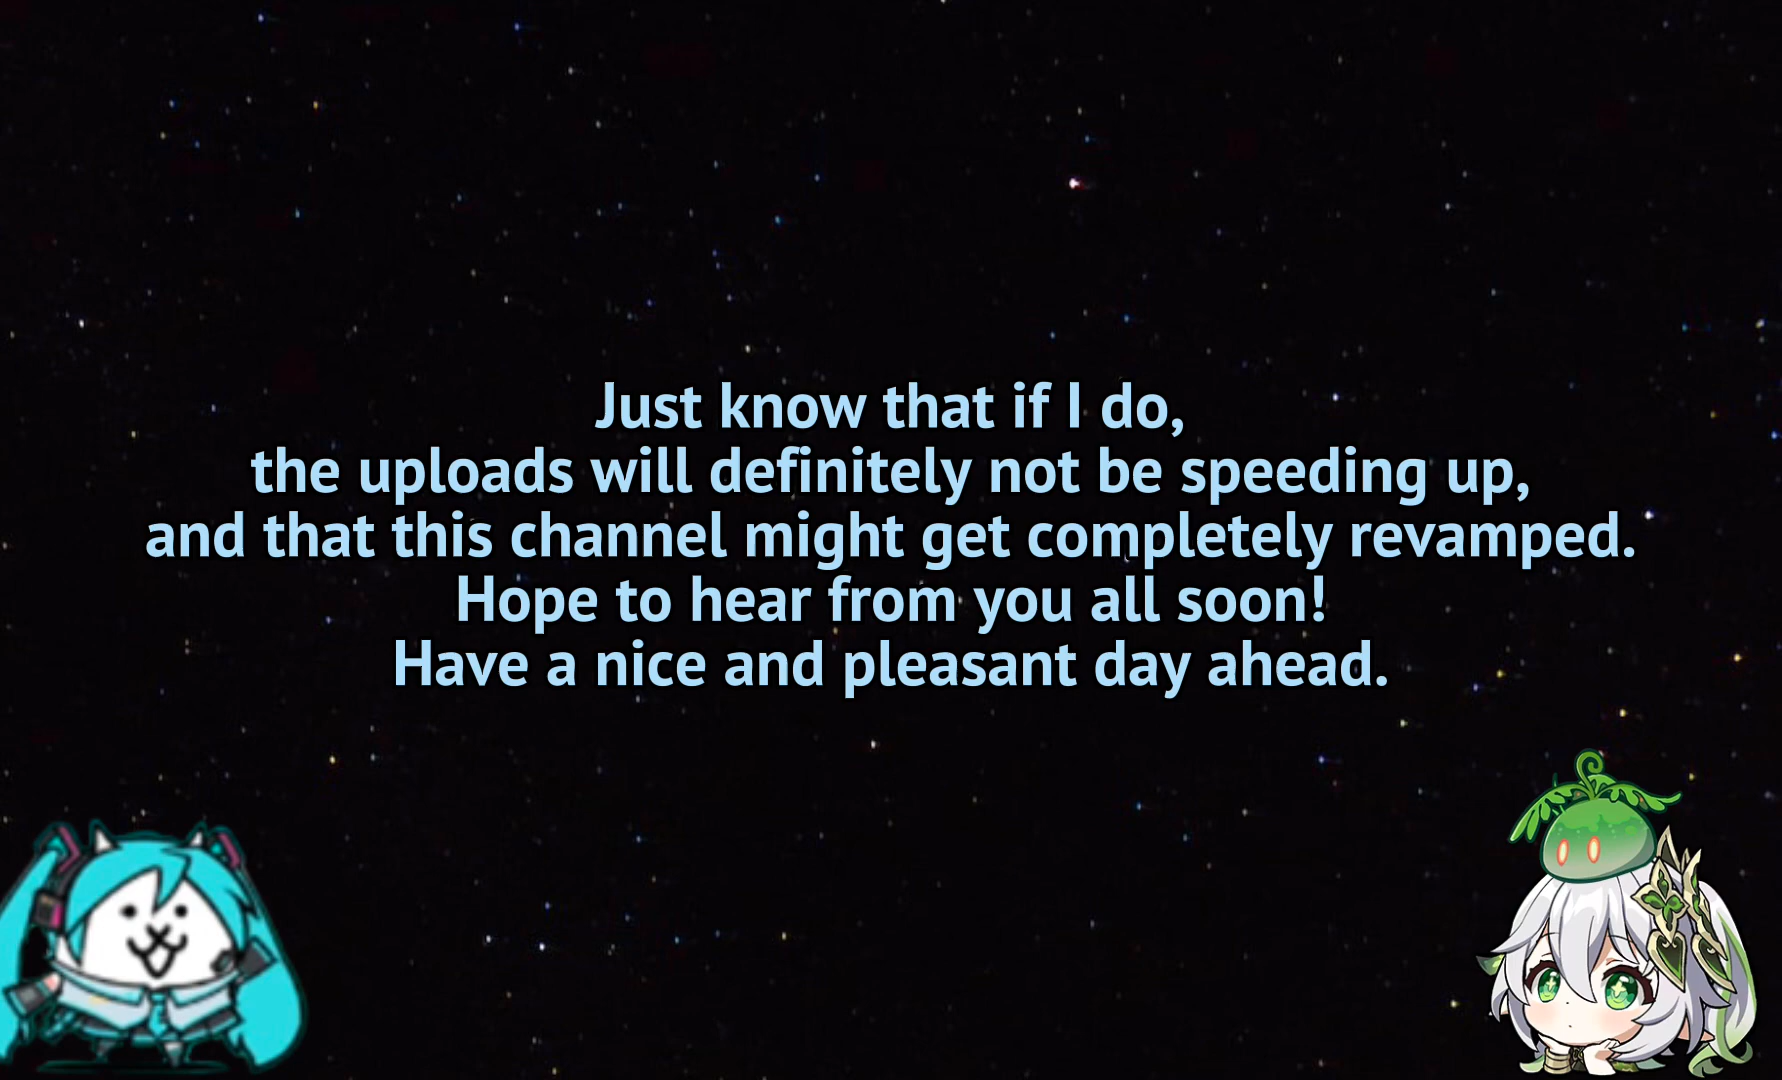 Just know that if I do,
the uploads will definitely not be speeding up,
and that this channel might get completely revamped.
Hope to hear from you all soon!
Have a nice and pleasant day ahead.